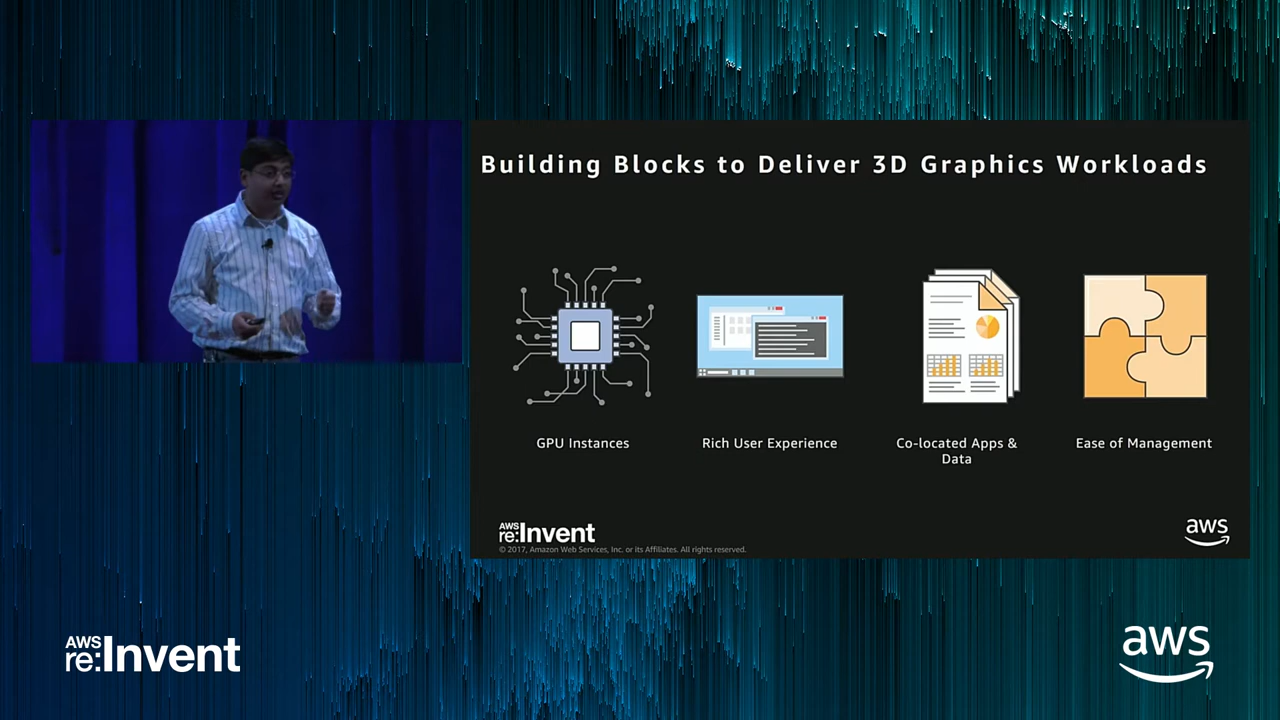 Building Blocks to Deliver 3D Graphics Workloads
GPU Instances
Rich User Experience
Co-located Apps &
Data
Ease of Management
AWS
re:Invent
© 2017, Amazon Web Services, Inc. or its Affiliates. All rights reserved.
aws
AWS
re:Invent
aws